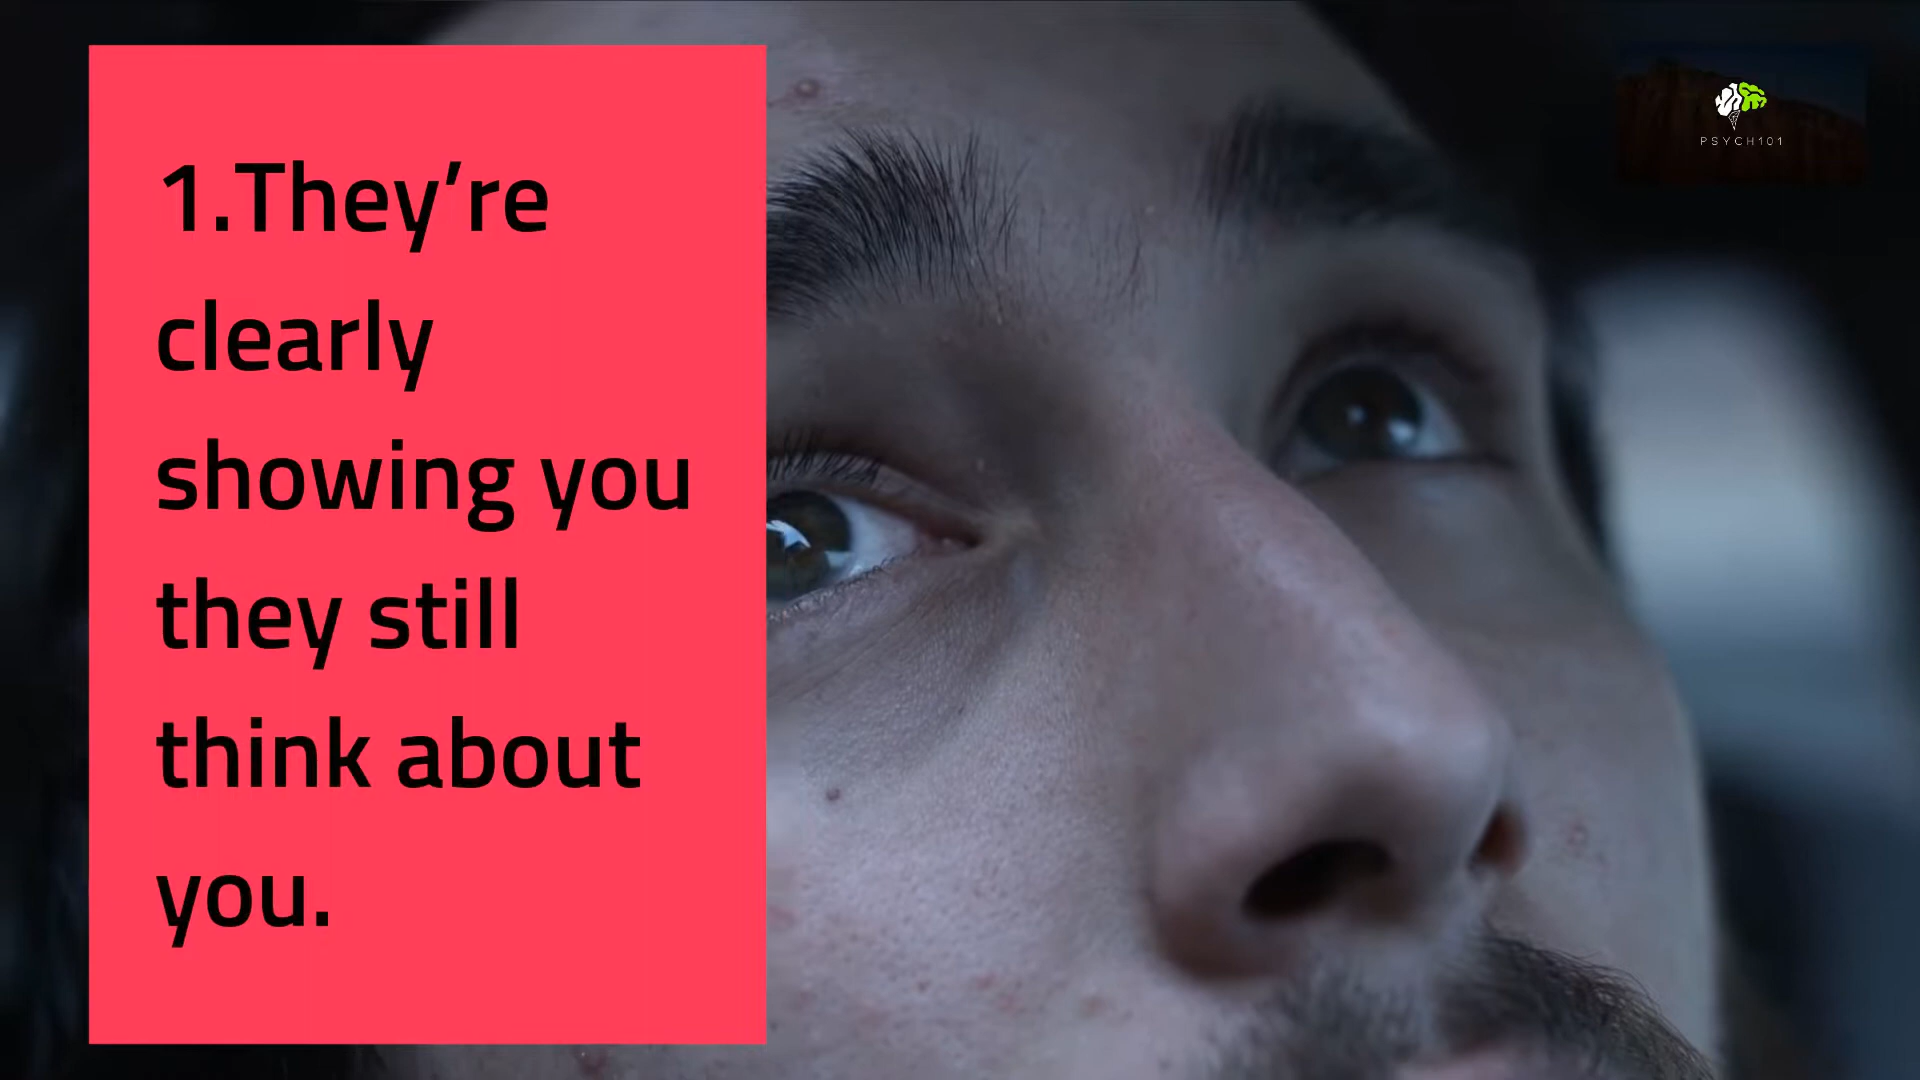 1.They’re
clearly
showing you
they still
think about
you.
PSYCH101